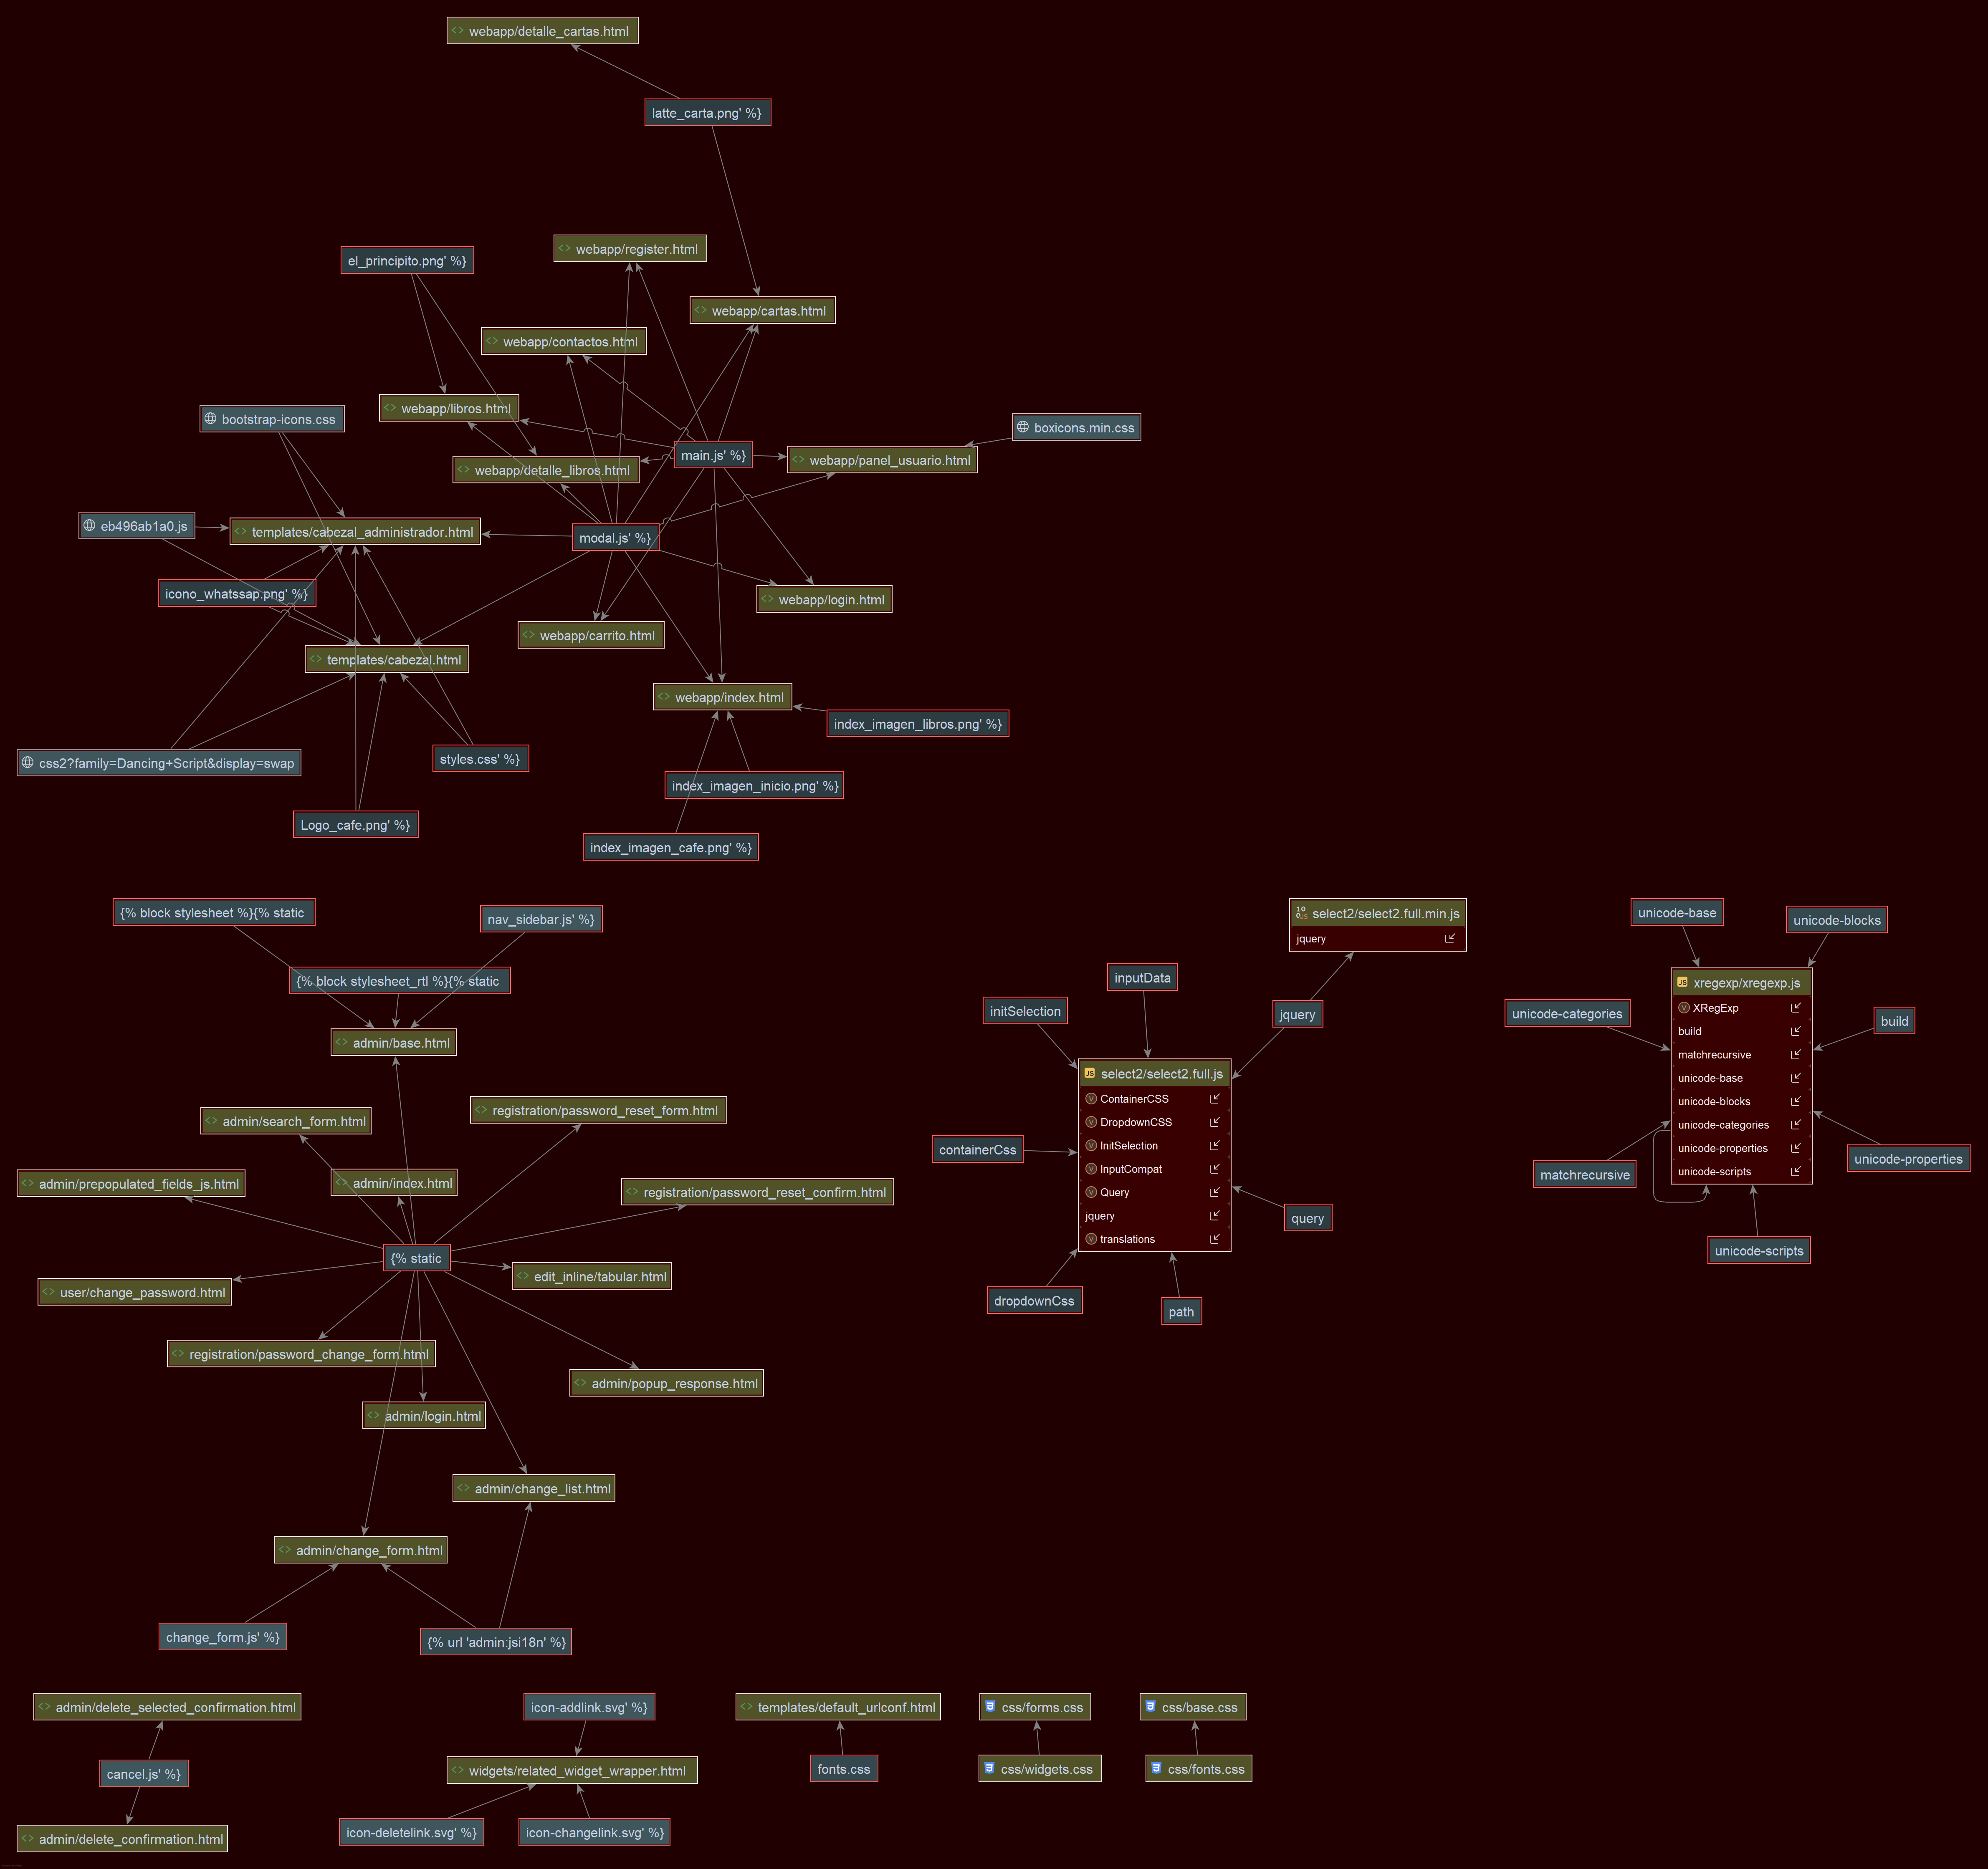 webapp/detalle_cartas.html
latte_carta.png' %}
webapp/register.html
el_principito.png' %}
webapp/cartas.html
webapp/contactos.html
webapp/libros.html
bootstrap-icons.css
boxicons.min.css
main.js' %}
webapp/panel_usuario.html
webapp/detalle_libros.html
eb496ab1a0.js
templates/cabezal_administrador.html
modal.js' %}
icono_whatssap.png' %}
webapp/login.html
webapp/carrito.html
templates/cabezal.html
webapp/index.html
index_imagen_libros.png' %}
css2?family=Dancing+Script&display=swap
styles.css' %}
index_imagen_inicio.png' %}
Logo_cafe.png' %}
index_imagen_cafe.png' %}
{% block stylesheet %}{% static
nav_sidebar.js' %}
{% block stylesheet_rtl %}{% static
admin/base.html
registration/password_reset_form.html
admin/search_form.html
admin/prepopulated_fields_js.html
admin/index.html
registration/password_reset_confirm.html
{% static
edit_inline/tabular.html
user/change_password.html
registration/password_change_form.html
admin/popup_response.html
admin/login.html
admin/change_list.html
admin/change_form.html
change_form.js' %}
{% url 'admin:jsi18n' %}
select2/select2.full.min.js
jquery
inputData
initSelection
jquery
select2/select2.full.js
ContainerCSS
DropdownCSS
InitSelection
InputCompat
Query
jquery
translations
containerCss
query
dropdownCss
path
unicode-base
unicode-blocks
xregexp/xregexp.js
XRegExp
build
matchrecursive
unicode-base
unicode-blocks
unicode-categories
unicode-properties
unicode-scripts
unicode-categories
build
matchrecursive
unicode-properties
unicode-scripts
admin/delete_selected_confirmation.html
cancel.js' %}
admin/delete_confirmation.html
icon-addlink.svg' %}
widgets/related_widget_wrapper.html
icon-deletelink.svg' %}
icon-changelink.svg' %}
templates/default_urlconf.html
fonts.css
css/forms.css
css/widgets.css
css/base.css
css/fonts.css